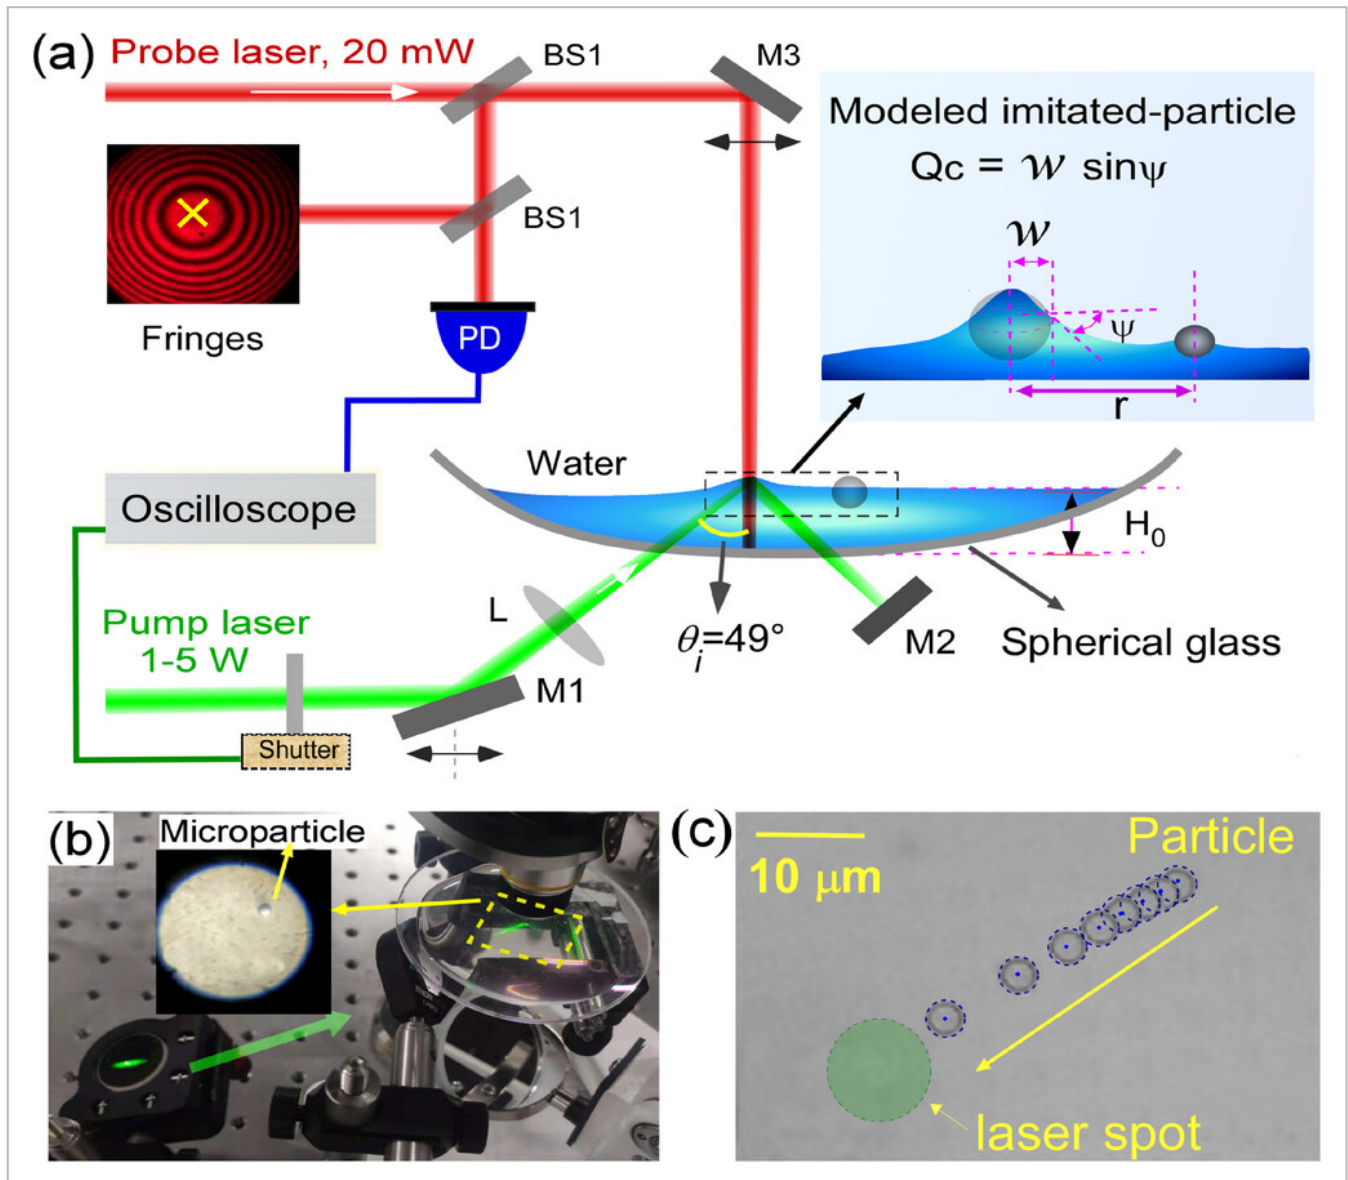 (a)
Probe laser, 20 mW
BS1
M3
Modeled imitated-particle
Qc = w sinψ
w
ψ
r
BS1
Fringes
PD
Water
Oscilloscope
H₀
L
θᵢ=49°
M2
Spherical glass
Pump laser
1-5 W
M1
Shutter
(b)
Microparticle
(c)
Particle
10 μm
laser spot